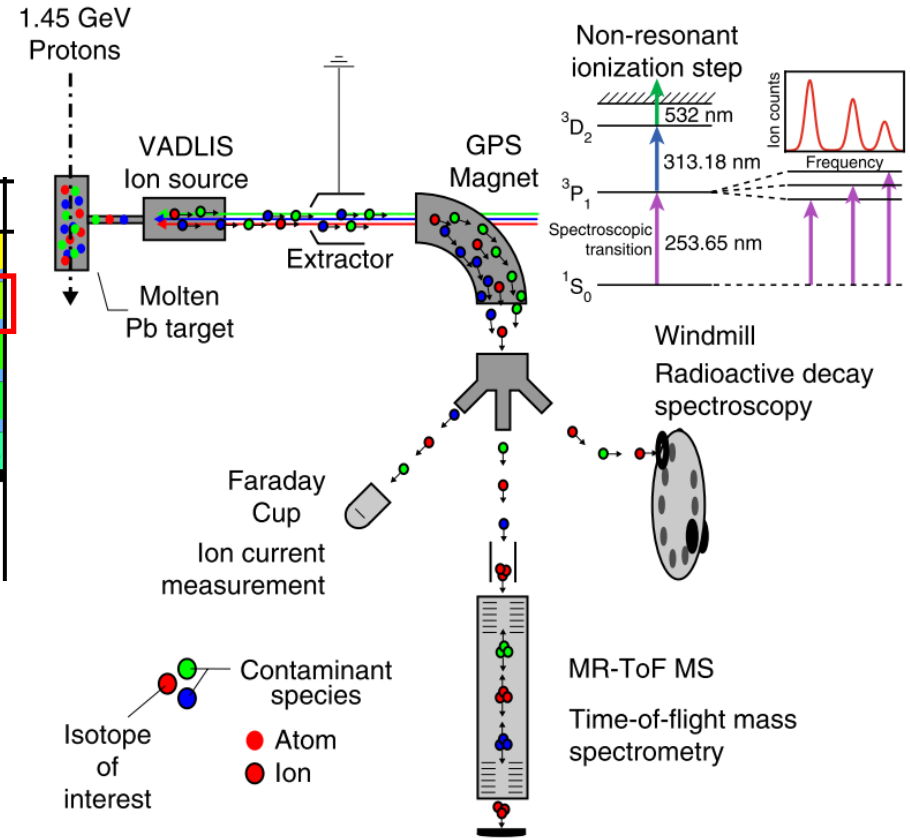 1.45 GeV
Protons
VADLIS
Ion source
Extractor
Molten
Pb target
GPS
Magnet
Non-resonant
ionization step
³D₂
532 nm
313.18 nm
³P₁
Spectroscopic
transition
253.65 nm
¹S₀
Ion counts
Frequency
Windmill
Radioactive decay
spectroscopy
Faraday
Cup
Ion current
measurement
MR-ToF MS
Time-of-flight mass
spectrometry
Contaminant
species
Isotope
of
interest
Atom
Ion